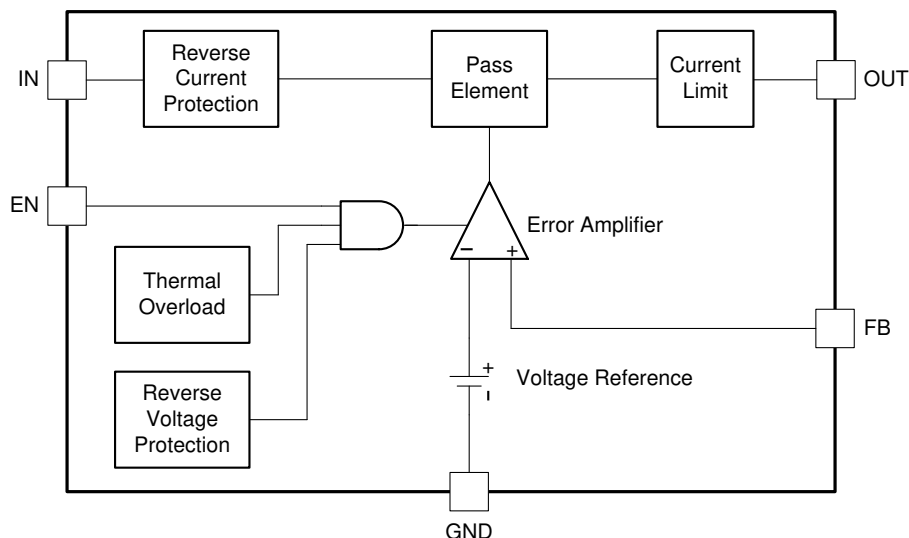 IN
Reverse
Current
Protection
Pass
Element
Current
Limit
OUT
EN
Error Amplifier
− +
Thermal
Overload
FB
+
−
Voltage Reference
Reverse
Voltage
Protection
GND